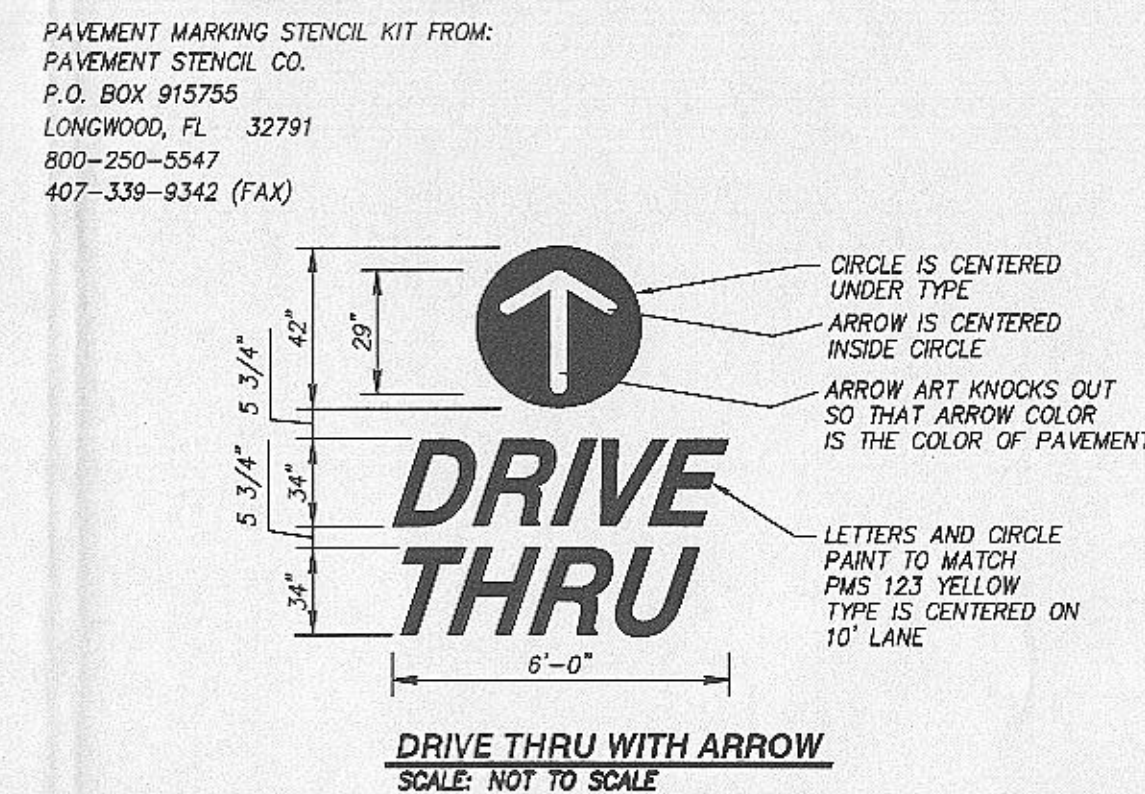 PAVEMENT MARKING STENCIL KIT FROM:
PAVEMENT STENCIL CO.
P.O. BOX 915755
LONGWOOD, FL 32791
800-250-5547
407-339-9342 (FAX)
CIRCLE IS CENTERED
UNDER TYPE
ARROW IS CENTERED
INSIDE CIRCLE
ARROW ART KNOCKS OUT
SO THAT ARROW COLOR
IS THE COLOR OF PAVEMENT
42"
29"
5 3/4"
34"
5 3/4"
34"
DRIVE
THRU
LETTERS AND CIRCLE
PAINT TO MATCH
PMS 123 YELLOW
TYPE IS CENTERED ON
10' LANE
6'-0"
DRIVE THRU WITH ARROW
SCALE: NOT TO SCALE